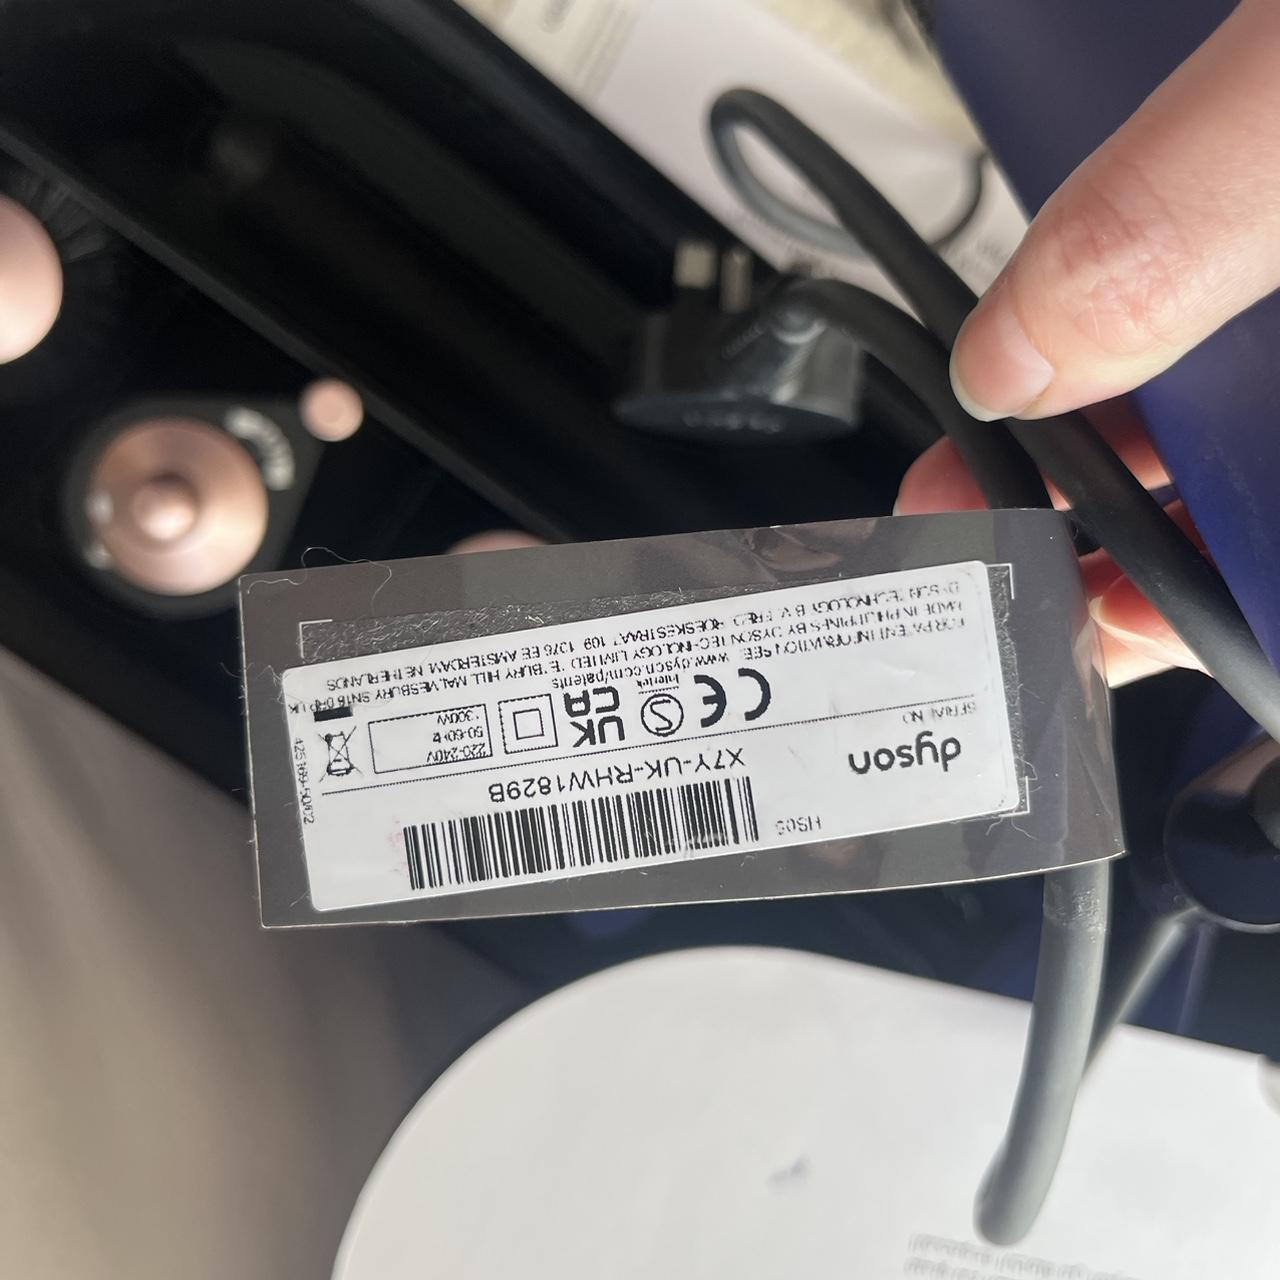 dyson
HS05
SERIAL NO
X7Y-UK-RHW1829B
CE
Intertek
S
UK
CA
220-240V
50-60Hz
1300W
FOR PATENT INFORMATION SEE: www.dyson.com/patents
MADE IN PHILIPPINES BY DYSON TECHNOLOGY LIMITED TETBURY HILL MALMESBURY SN16 0RP UK
DYSON TECHNOLOGY B.V. FRED. ROESKESTRAAT 109, 1076 EE AMSTERDAM, NETHERLANDS